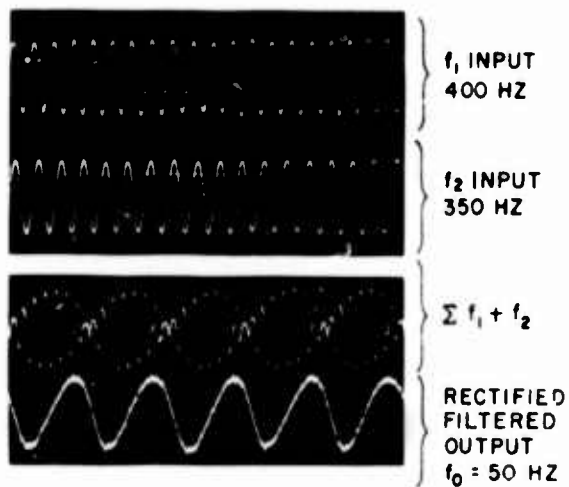 f₁ INPUT
400 HZ
f₂ INPUT
350 HZ
Σ f₁ + f₂
RECTIFIED
FILTERED
OUTPUT
f₀ = 50 HZ